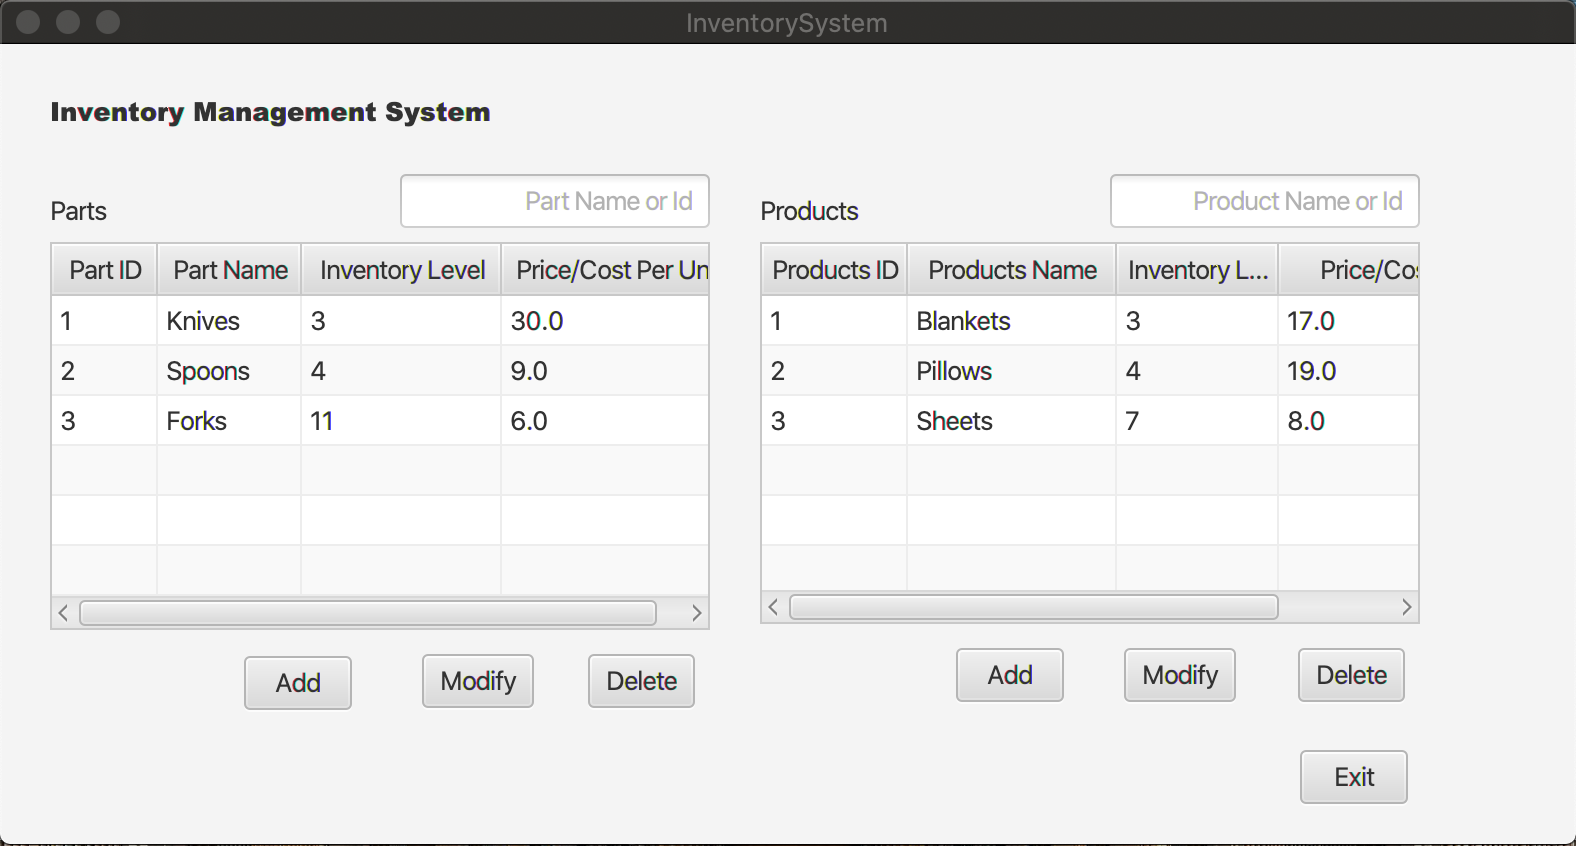 InventorySystem
Inventory Management System
Parts
Part Name or Id
Part ID Part Name Inventory Level Price/Cost Per Un
1 Knives 3 30.0
2 Spoons 4 9.0
3 Forks 11 6.0
Add Modify Delete
Products
Product Name or Id
Products ID Products Name Inventory L... Price/Cos
1 Blankets 3 17.0
2 Pillows 4 19.0
3 Sheets 7 8.0
Add Modify Delete
Exit